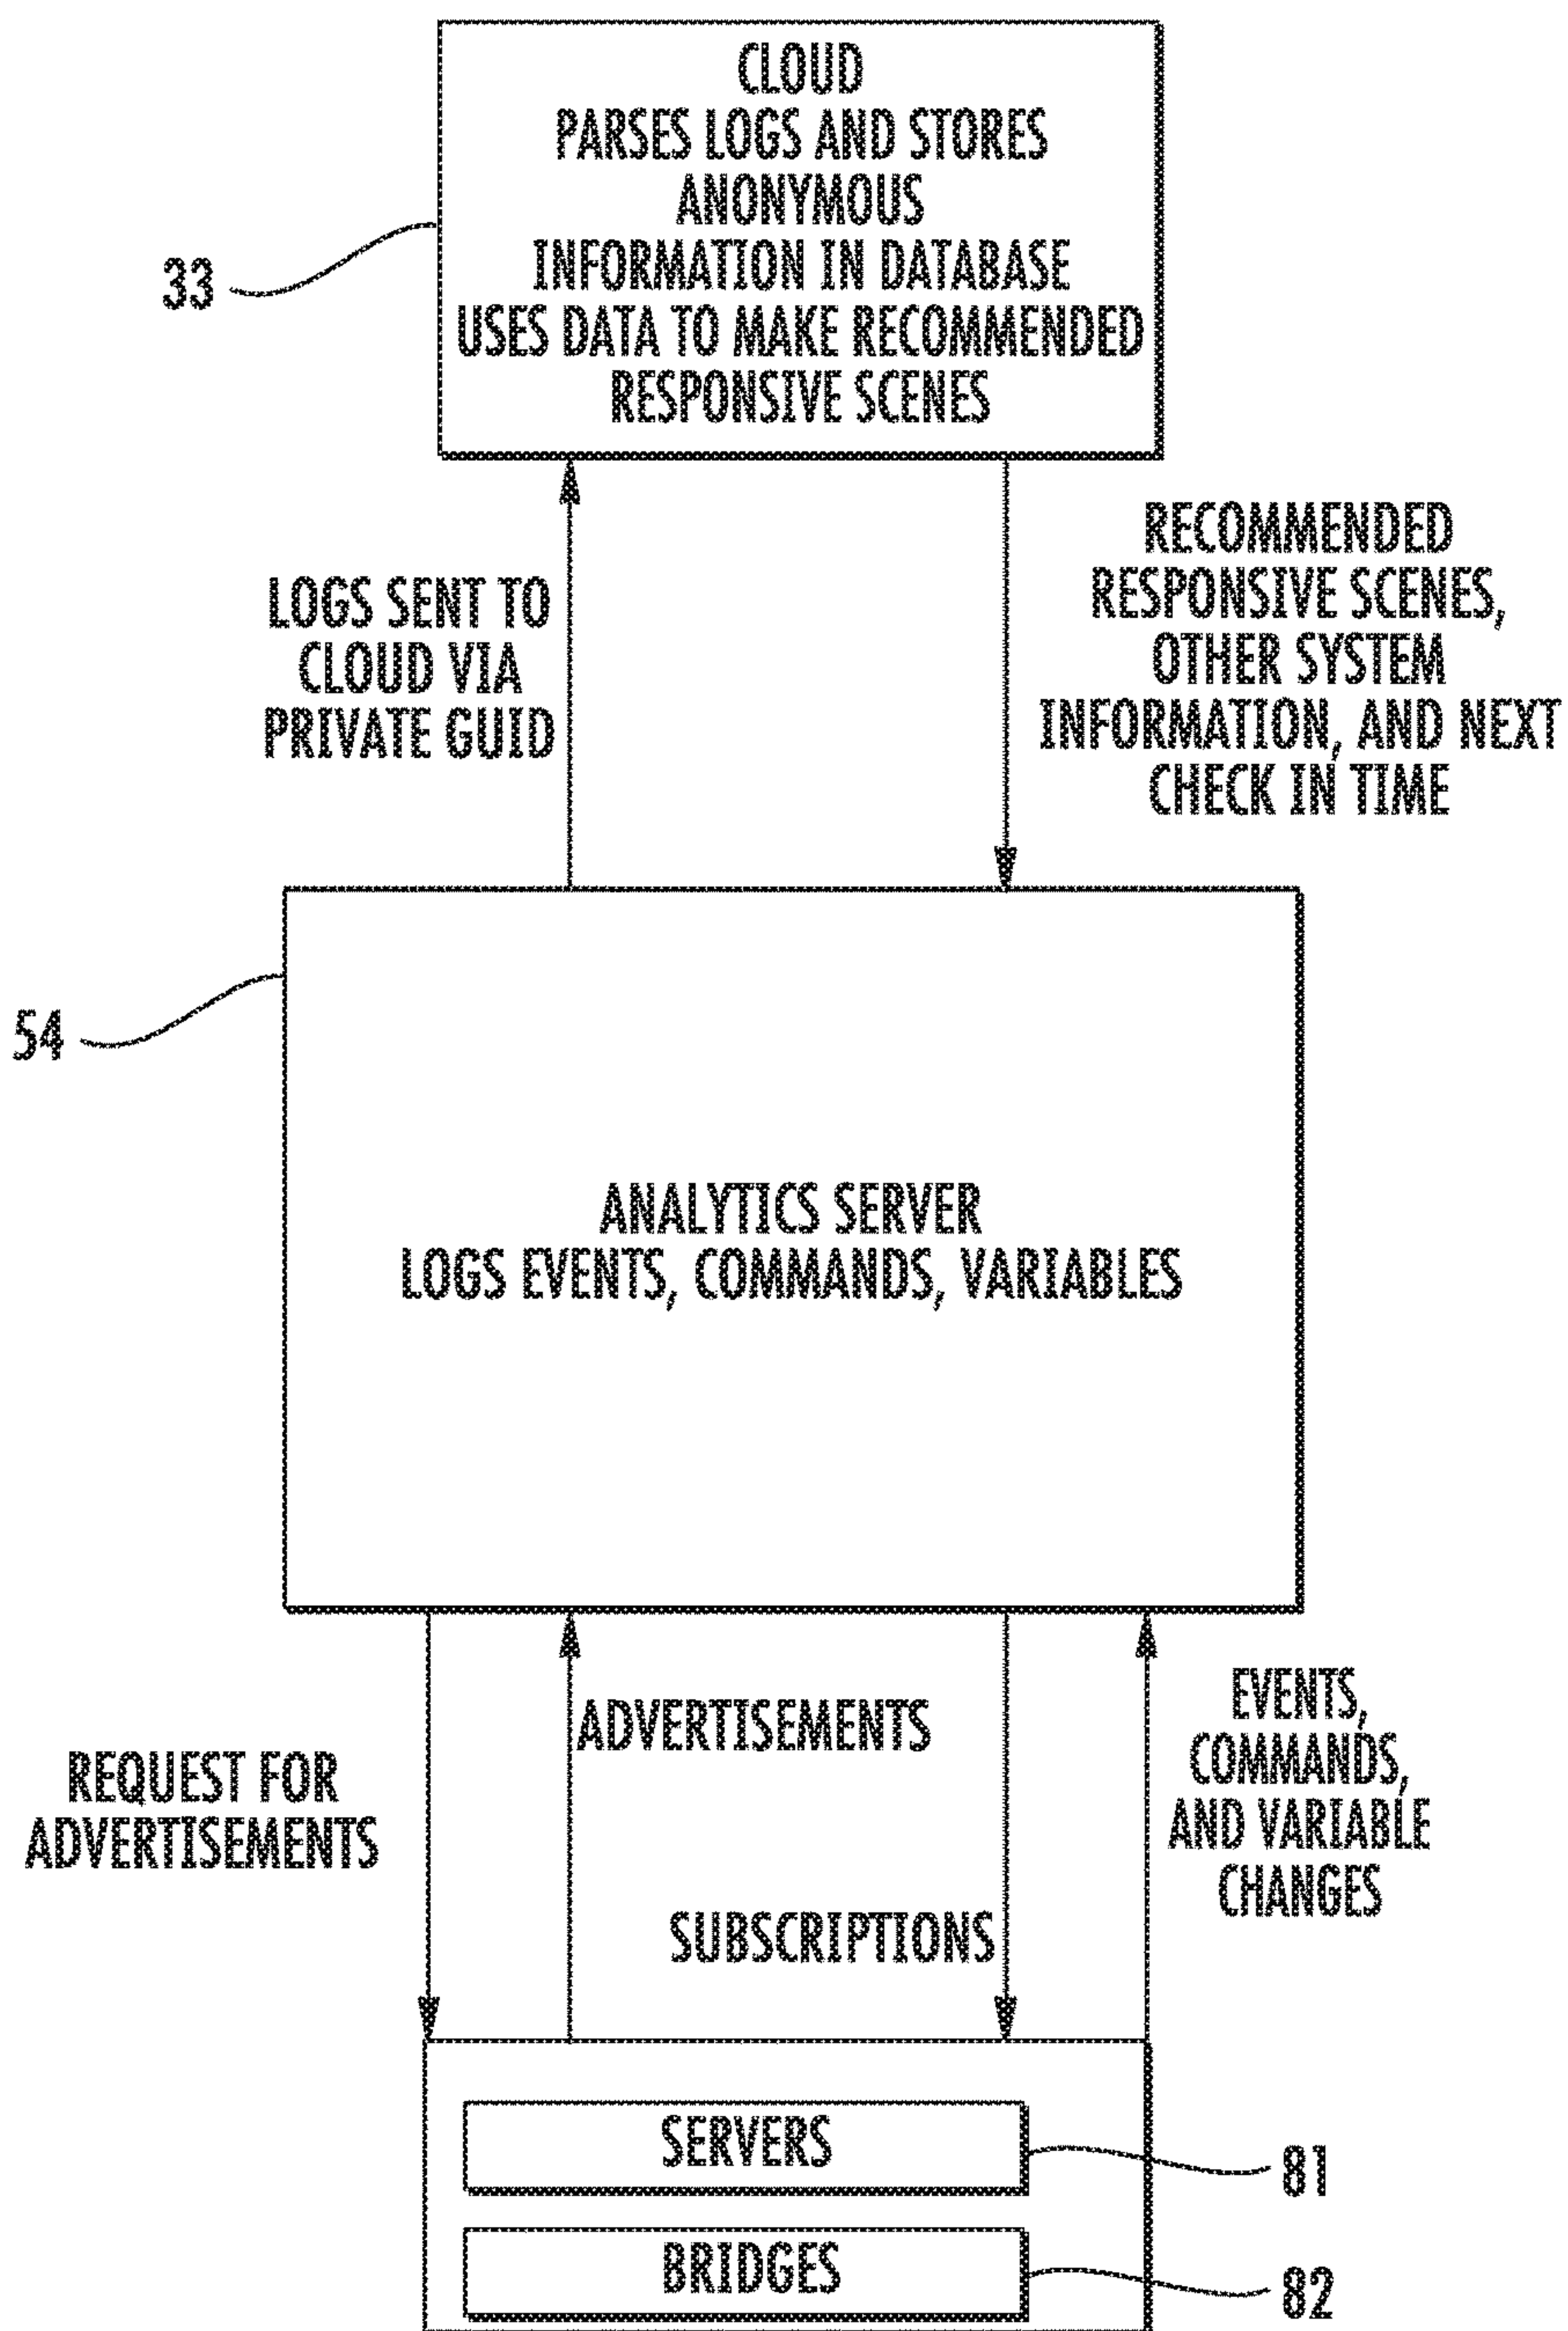 CLOUD
PARSES LOGS AND STORES
ANONYMOUS
INFORMATION IN DATABASE
USES DATA TO MAKE RECOMMENDED
RESPONSIVE SCENES
33
LOGS SENT TO
CLOUD VIA
PRIVATE GUID
RECOMMENDED
RESPONSIVE SCENES,
OTHER SYSTEM
INFORMATION, AND NEXT
CHECK IN TIME
54
ANALYTICS SERVER
LOGS EVENTS, COMMANDS, VARIABLES
REQUEST FOR
ADVERTISEMENTS
ADVERTISEMENTS
SUBSCRIPTIONS
EVENTS,
COMMANDS,
AND VARIABLE
CHANGES
SERVERS
81
BRIDGES
82